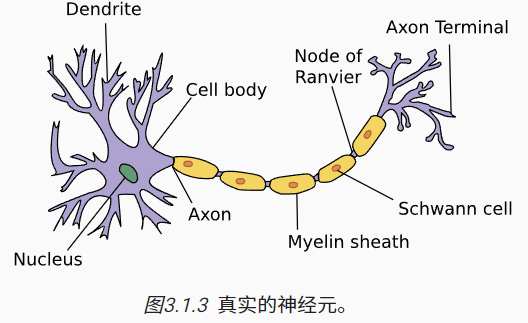 Dendrite
Axon Terminal
Node of
Ranvier
Cell body
Schwann cell
Axon
Myelin sheath
Nucleus
图3.1.3 真实的神经元。